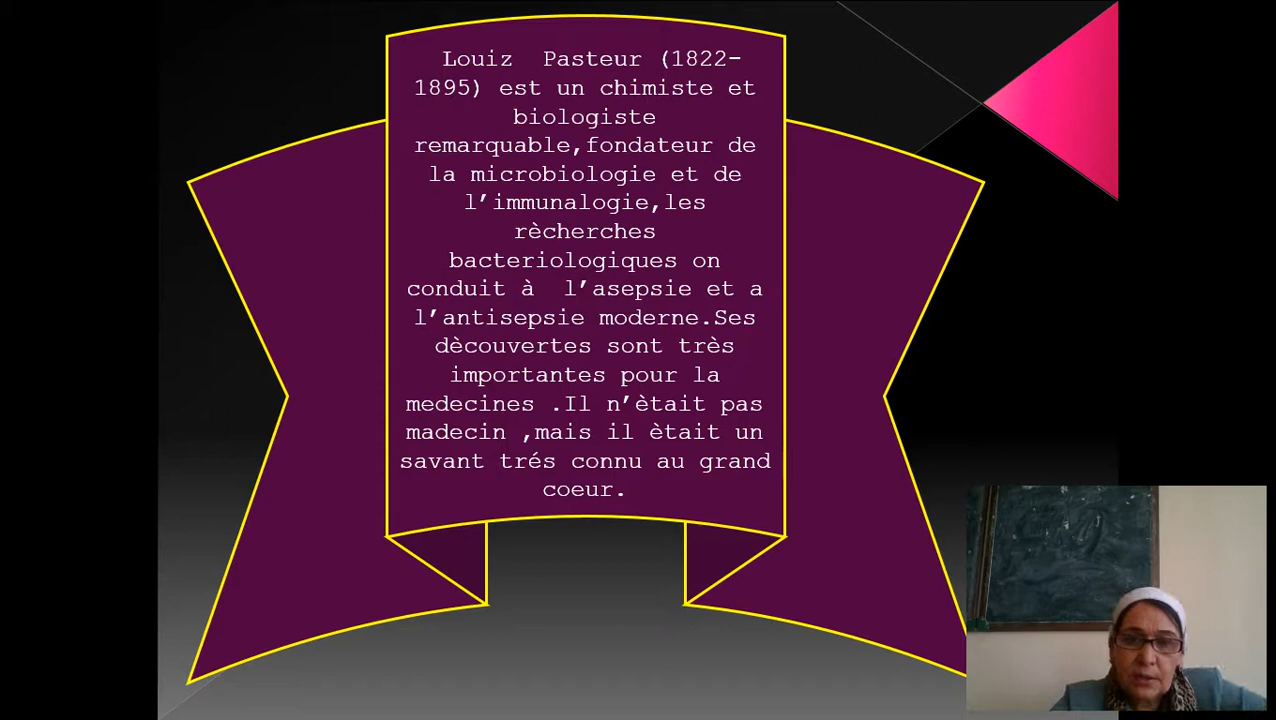 Louiz Pasteur (1822-
1895) est un chimiste et
biologiste
remarquable,fondateur de
la microbiologie et de
l’immunalogie,les
rècherches
bacteriologiques on
conduit à l’asepsie et a
l’antisepsie moderne.Ses
dècouvertes sont très
importantes pour la
medecines .Il n’ètait pas
madecin ,mais il ètait un
savant trés connu au grand
coeur.